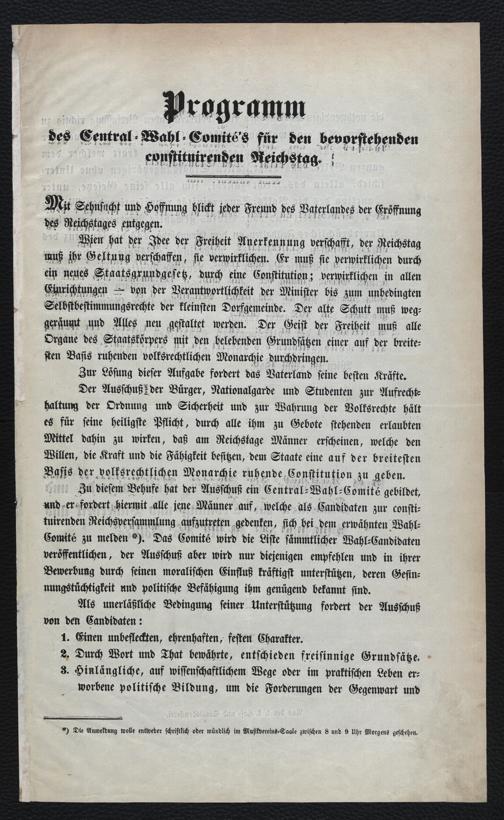 Programm
des Central-Wahl-Comité's für den bevorstehenden
constituirenden Reichstag.
Mit Sehnsucht und Hoffnung blickt jeder Freund des Vaterlandes der Eröffnung
des Reichstages entgegen.
Wien hat der Idee der Freiheit Anerkennung verschafft, der Reichstag
muß ihr Geltung verschaffen, sie verwirklichen. Er muß sie verwirklichen durch
ein neues Staatsgrundgesetz, durch eine Constitution; verwirklichen in allen
Einrichtungen — von der Verantwortlichkeit der Minister bis zum unbedingten
Selbstbestimmungsrechte der kleinsten Dorfgemeinde. Der alte Schutt muß weg-
geräumt und Alles neu gestaltet werden. Der Geist der Freiheit muß alle
Organe des Staatskörpers mit den belebenden Grundsätzen einer auf der breite-
sten Basis ruhenden volksrechtlichen Monarchie durchdringen.
Zur Lösung dieser Aufgabe fordert das Vaterland seine besten Kräfte.
Der Ausschuß der Bürger, Nationalgarde und Studenten zur Aufrecht-
haltung der Ordnung und Sicherheit und zur Wahrung der Volksrechte hält
es für seine heiligste Pflicht, durch alle ihm zu Gebote stehenden erlaubten
Mittel dahin zu wirken, daß am Reichstage Männer erscheinen, welche den
Willen, die Kraft und die Fähigkeit besitzen, dem Staate eine auf der breitesten
Basis der volksrechtlichen Monarchie ruhende Constitution zu geben.
Zu diesem Behufe hat der Ausschuß ein Central-Wahl-Comité gebildet,
und er fordert hiermit alle jene Männer auf, welche als Candidaten zur consti-
tuirenden Reichsversammlung aufzutreten gedenken, sich bei dem erwähnten Wahl-
Comité zu melden *). Das Comité wird die Liste sämmtlicher Wahl-Candidaten
veröffentlichen, der Ausschuß aber wird nur diejenigen empfehlen und in ihrer
Bewerbung durch seinen moralischen Einfluß kräftigst unterstützen, deren Gesin-
nungstüchtigkeit und politische Befähigung ihm genügend bekannt sind.
Als unerläßliche Bedingung seiner Unterstützung fordert der Ausschuß
von den Candidaten:
1. Einen unbefleckten, ehrenhaften, festen Charakter.
2. Durch Wort und That bewährte, entschieden freisinnige Grundsätze.
3. Hinlängliche, auf wissenschaftlichem Wege oder im praktischen Leben er-
worbene politische Bildung, um die Forderungen der Gegenwart und
*) Die Anmeldung wolle entweder schriftlich oder mündlich im Musikvereins-Saale zwischen 8 und 9 Uhr Morgens geschehen.